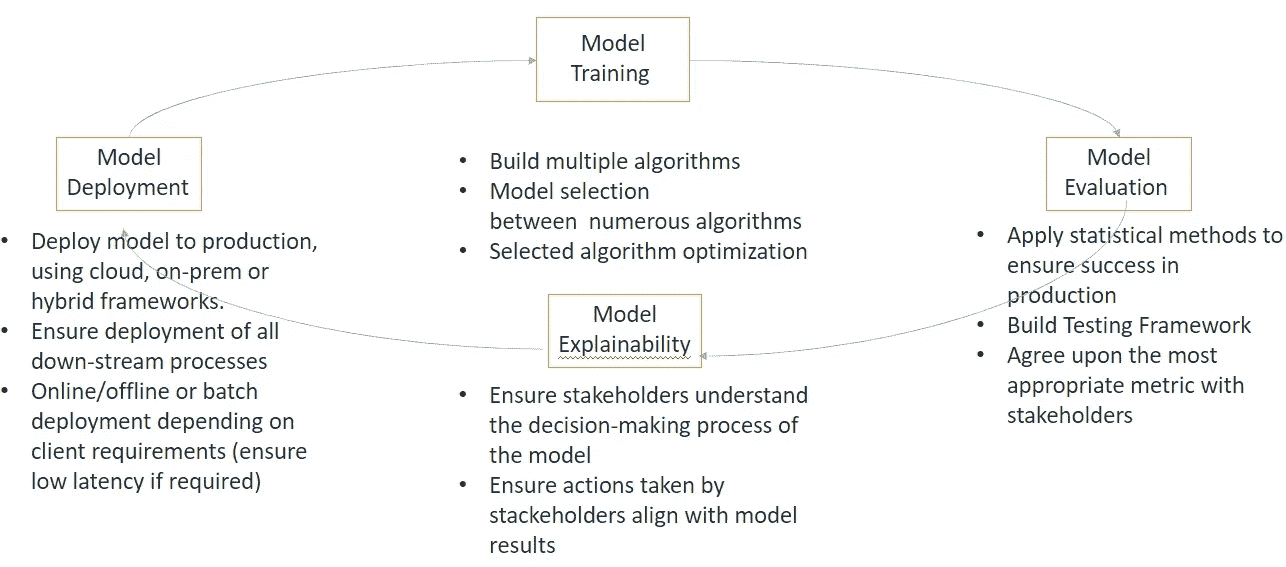 Model
Training
Model
Deployment
Model
Evaluation
• Build multiple algorithms
• Model selection
between  numerous algorithms
• Selected algorithm optimization
• Deploy model to production,
using cloud, on-prem or
hybrid frameworks.
• Ensure deployment of all
down-stream processes
• Online/offline or batch
deployment depending on
client requirements (ensure
low latency if required)
• Apply statistical methods to
ensure success in
production
• Build Testing Framework
• Agree upon the most
appropriate metric with
stakeholders
Model
Explainability
• Ensure stakeholders understand
the decision-making process of
the model
• Ensure actions taken by
stackeholders align with model
results